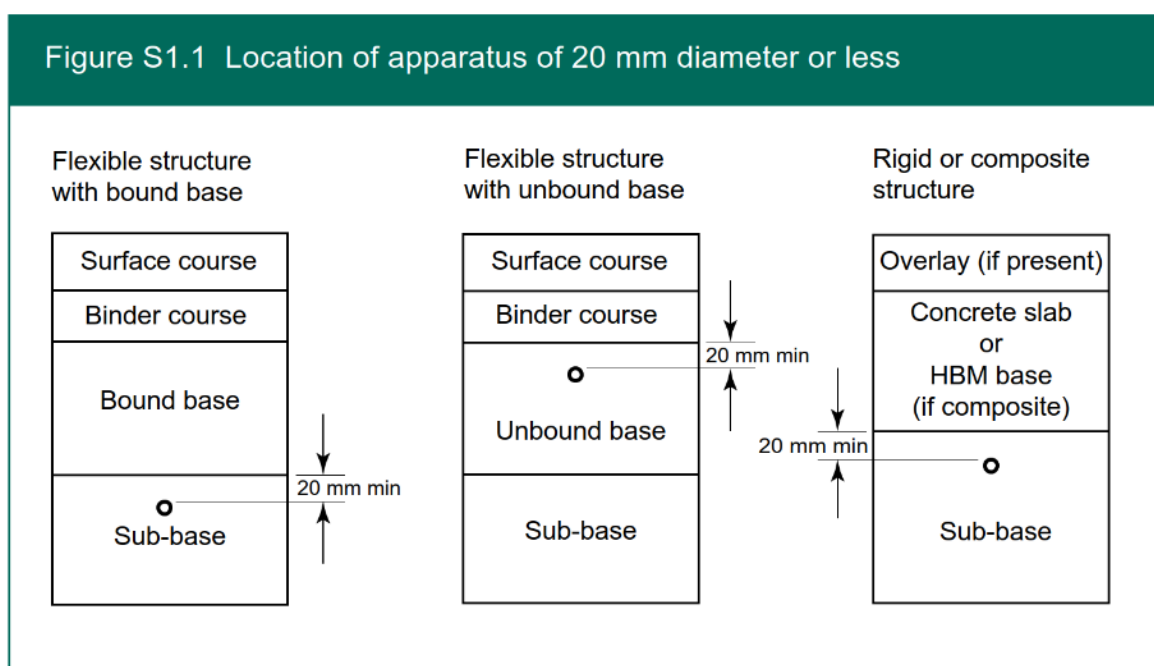 Figure S1.1 Location of apparatus of 20 mm diameter or less
Flexible structure
with bound base
Surface course
Binder course
Bound base
20 mm min
Sub-base
Flexible structure
with unbound base
Surface course
Binder course
20 mm min
Unbound base
Sub-base
Rigid or composite
structure
Overlay (if present)
Concrete slab
or
HBM base
(if composite)
20 mm min
Sub-base